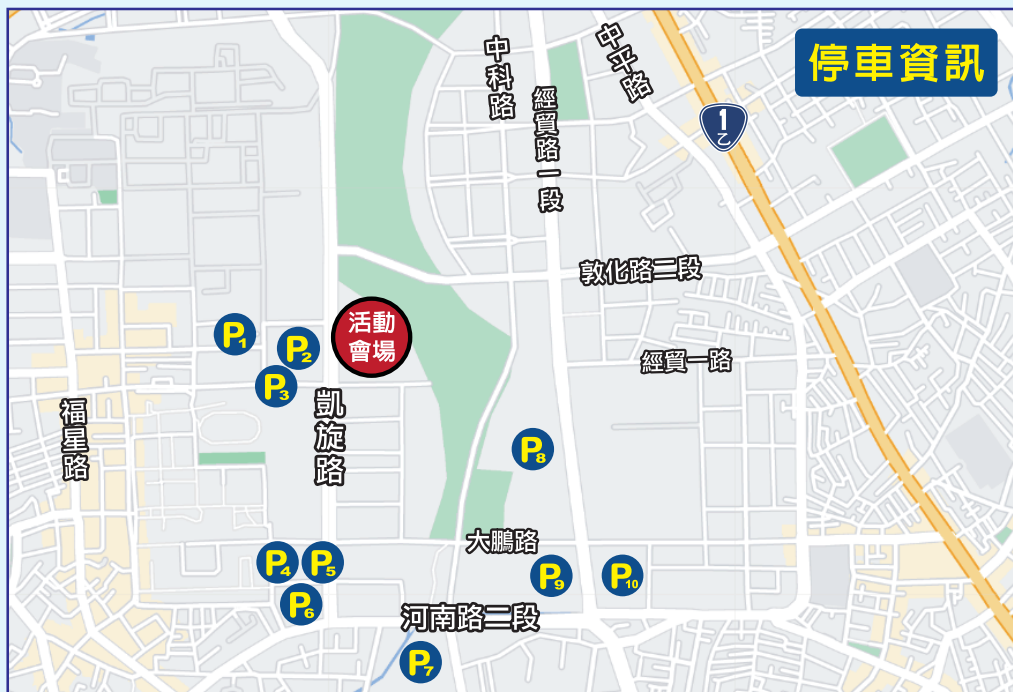 停車資訊
中科路
經貿路一段
中平路
1
乙
敦化路二段
活動
會場
P1
P2
P3
經貿一路
凱旋路
福星路
P8
大鵬路
P4
P5
P9
P10
P6
河南路二段
P7